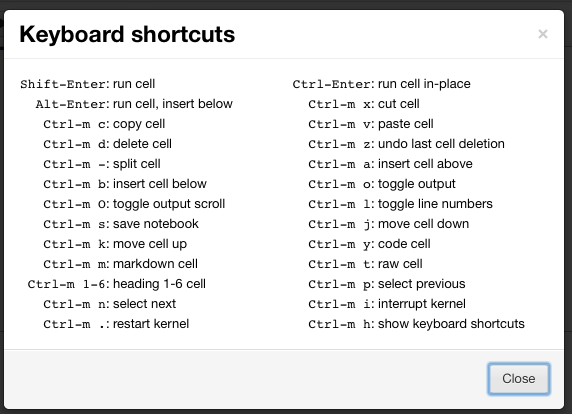 Keyboard shortcuts ×
Shift-Enter: run cell
Alt-Enter: run cell, insert below
Ctrl-m c: copy cell
Ctrl-m d: delete cell
Ctrl-m -: split cell
Ctrl-m b: insert cell below
Ctrl-m O: toggle output scroll
Ctrl-m s: save notebook
Ctrl-m k: move cell up
Ctrl-m m: markdown cell
Ctrl-m 1-6: heading 1-6 cell
Ctrl-m n: select next
Ctrl-m .: restart kernel
Ctrl-Enter: run cell in-place
Ctrl-m x: cut cell
Ctrl-m v: paste cell
Ctrl-m z: undo last cell deletion
Ctrl-m a: insert cell above
Ctrl-m o: toggle output
Ctrl-m l: toggle line numbers
Ctrl-m j: move cell down
Ctrl-m y: code cell
Ctrl-m t: raw cell
Ctrl-m p: select previous
Ctrl-m i: interrupt kernel
Ctrl-m h: show keyboard shortcuts
Close